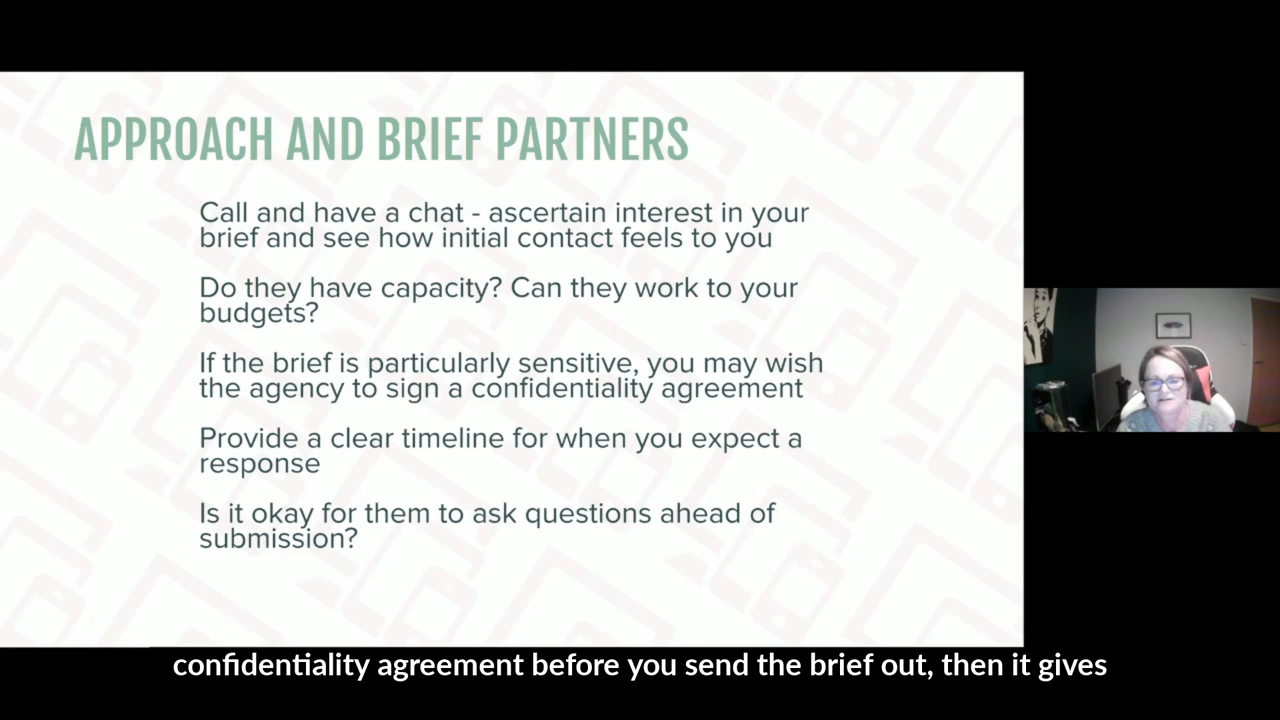 APPROACH AND BRIEF PARTNERS
Call and have a chat - ascertain interest in your
brief and see how initial contact feels to you
Do they have capacity? Can they work to your
budgets?
If the brief is particularly sensitive, you may wish
the agency to sign a confidentiality agreement
Provide a clear timeline for when you expect a
response
Is it okay for them to ask questions ahead of
submission?
confidentiality agreement before you send the brief out, then it gives